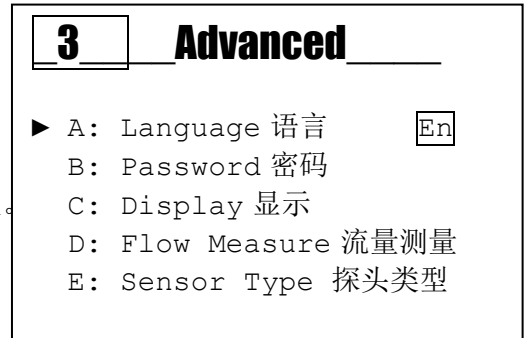 3 Advanced
► A: Language 语言 En
B: Password 密码
C: Display 显示
D: Flow Measure 流量测量
E: Sensor Type 探头类型